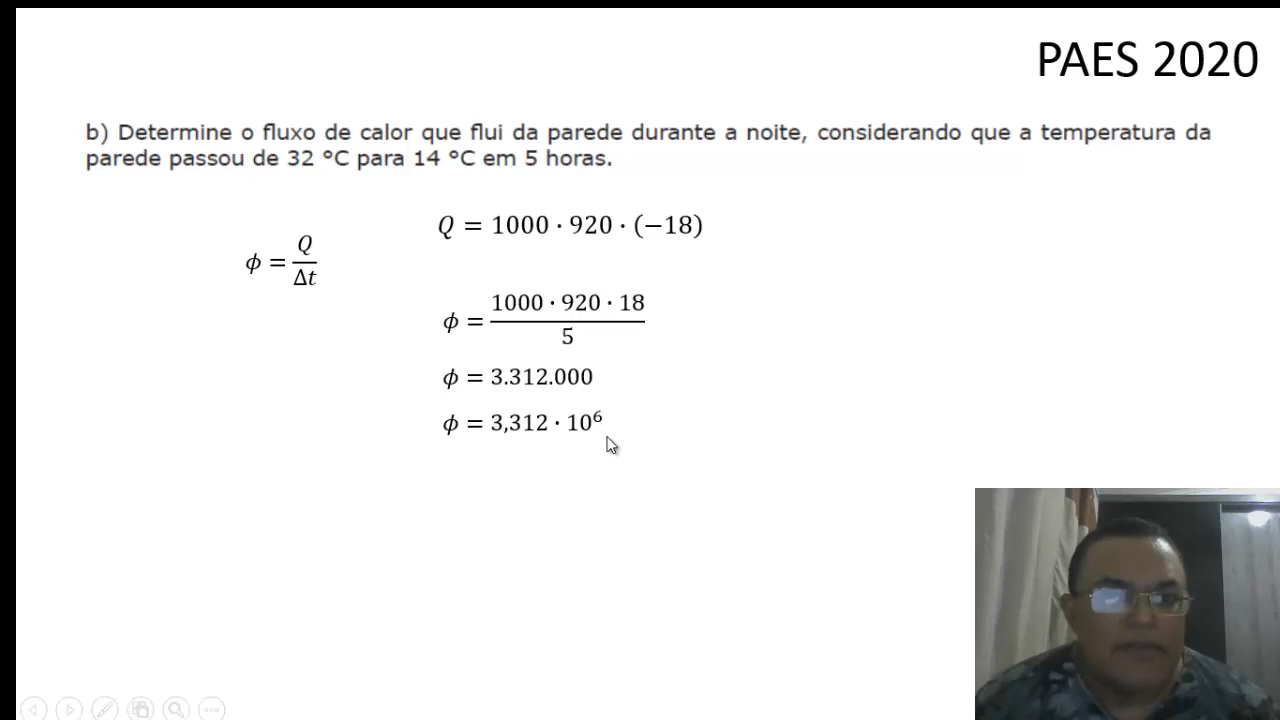 PAES 2020
b) Determine o fluxo de calor que flui da parede durante a noite, considerando que a temperatura da
parede passou de 32 °C para 14 °C em 5 horas.
Q = 1000 · 920 · (−18)
ϕ = Q/Δt
ϕ = (1000 · 920 · 18)/5
ϕ = 3.312.000
ϕ = 3,312 · 10⁶